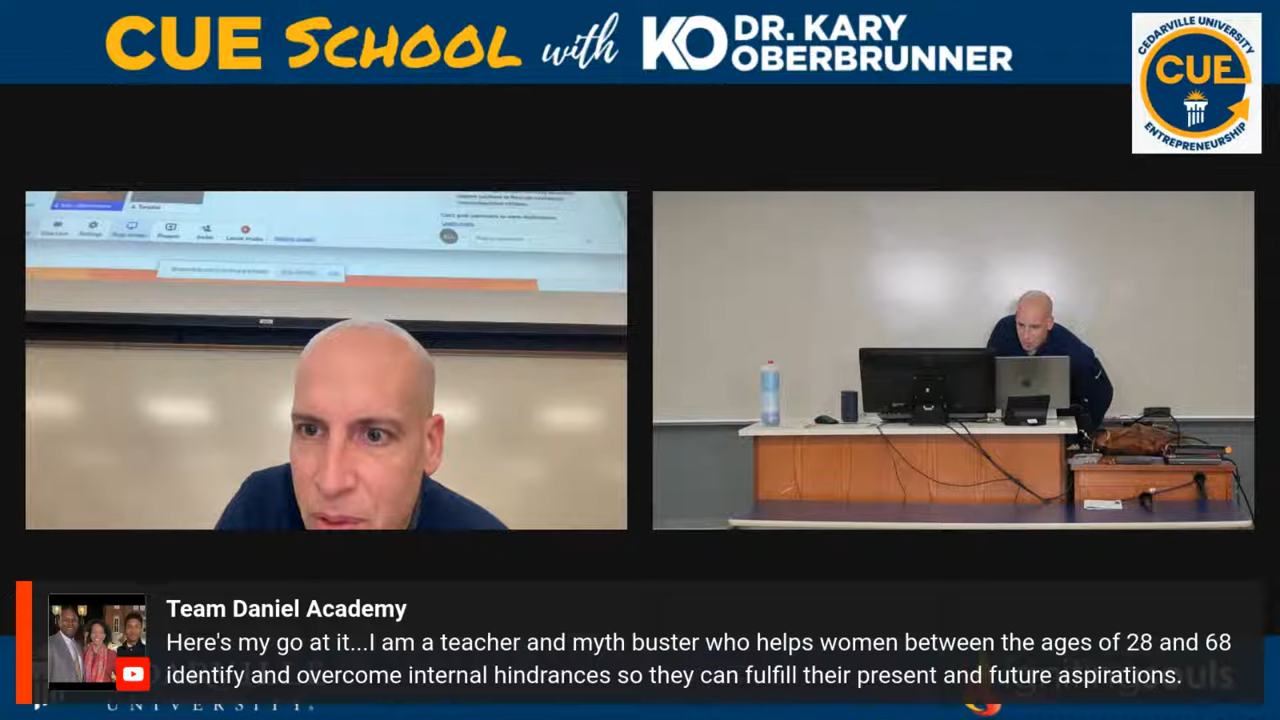 CUE SCHOOL with KO DR. KARY
OBERBRUNNER
CEDARVILLE UNIVERSITY
CUE
ENTREPRENEURSHIP
Team Daniel Academy
Here's my go at it...I am a teacher and myth buster who helps women between the ages of 28 and 68
identify and overcome internal hindrances so they can fulfill their present and future aspirations.
UNIVERSITY.